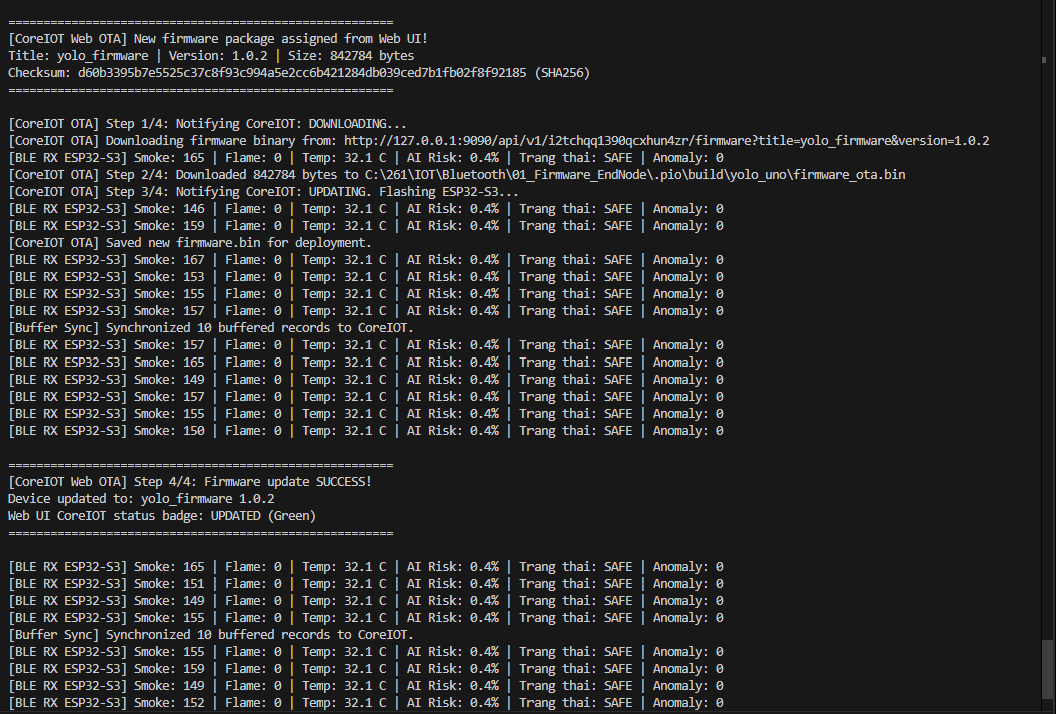 ======================================================
[CoreIOT Web OTA] New firmware package assigned from Web UI!
Title: yolo_firmware | Version: 1.0.2 | Size: 842784 bytes
Checksum: d60b3395b7e5525c37c8f93c994a5e2cc6b421284db039ced7b1fb02f8f92185 (SHA256)
======================================================
[CoreIOT OTA] Step 1/4: Notifying CoreIOT: DOWNLOADING...
[CoreIOT OTA] Downloading firmware binary from: http://127.0.0.1:9090/api/v1/i2tchqq1390qcxhun4zr/firmware?title=yolo_firmware&version=1.0.2
[BLE RX ESP32-S3] Smoke: 165 | Flame: 0 | Temp: 32.1 C | AI Risk: 0.4% | Trang thai: SAFE | Anomaly: 0
[CoreIOT OTA] Step 2/4: Downloaded 842784 bytes to C:\261\IOT\Bluetooth\01_Firmware_EndNode\.pio\build\yolo_uno\firmware_ota.bin
[CoreIOT OTA] Step 3/4: Notifying CoreIOT: UPDATING. Flashing ESP32-S3...
[BLE RX ESP32-S3] Smoke: 146 | Flame: 0 | Temp: 32.1 C | AI Risk: 0.4% | Trang thai: SAFE | Anomaly: 0
[BLE RX ESP32-S3] Smoke: 159 | Flame: 0 | Temp: 32.1 C | AI Risk: 0.4% | Trang thai: SAFE | Anomaly: 0
[CoreIOT OTA] Saved new firmware.bin for deployment.
[BLE RX ESP32-S3] Smoke: 167 | Flame: 0 | Temp: 32.1 C | AI Risk: 0.4% | Trang thai: SAFE | Anomaly: 0
[BLE RX ESP32-S3] Smoke: 153 | Flame: 0 | Temp: 32.1 C | AI Risk: 0.4% | Trang thai: SAFE | Anomaly: 0
[BLE RX ESP32-S3] Smoke: 155 | Flame: 0 | Temp: 32.1 C | AI Risk: 0.4% | Trang thai: SAFE | Anomaly: 0
[BLE RX ESP32-S3] Smoke: 157 | Flame: 0 | Temp: 32.1 C | AI Risk: 0.4% | Trang thai: SAFE | Anomaly: 0
[Buffer Sync] Synchronized 10 buffered records to CoreIOT.
[BLE RX ESP32-S3] Smoke: 157 | Flame: 0 | Temp: 32.1 C | AI Risk: 0.4% | Trang thai: SAFE | Anomaly: 0
[BLE RX ESP32-S3] Smoke: 165 | Flame: 0 | Temp: 32.1 C | AI Risk: 0.4% | Trang thai: SAFE | Anomaly: 0
[BLE RX ESP32-S3] Smoke: 149 | Flame: 0 | Temp: 32.1 C | AI Risk: 0.4% | Trang thai: SAFE | Anomaly: 0
[BLE RX ESP32-S3] Smoke: 157 | Flame: 0 | Temp: 32.1 C | AI Risk: 0.4% | Trang thai: SAFE | Anomaly: 0
[BLE RX ESP32-S3] Smoke: 155 | Flame: 0 | Temp: 32.1 C | AI Risk: 0.4% | Trang thai: SAFE | Anomaly: 0
[BLE RX ESP32-S3] Smoke: 150 | Flame: 0 | Temp: 32.1 C | AI Risk: 0.4% | Trang thai: SAFE | Anomaly: 0
======================================================
[CoreIOT Web OTA] Step 4/4: Firmware update SUCCESS!
Device updated to: yolo_firmware 1.0.2
Web UI CoreIOT status badge: UPDATED (Green)
======================================================
[BLE RX ESP32-S3] Smoke: 165 | Flame: 0 | Temp: 32.1 C | AI Risk: 0.4% | Trang thai: SAFE | Anomaly: 0
[BLE RX ESP32-S3] Smoke: 151 | Flame: 0 | Temp: 32.1 C | AI Risk: 0.4% | Trang thai: SAFE | Anomaly: 0
[BLE RX ESP32-S3] Smoke: 149 | Flame: 0 | Temp: 32.1 C | AI Risk: 0.4% | Trang thai: SAFE | Anomaly: 0
[BLE RX ESP32-S3] Smoke: 155 | Flame: 0 | Temp: 32.1 C | AI Risk: 0.4% | Trang thai: SAFE | Anomaly: 0
[Buffer Sync] Synchronized 10 buffered records to CoreIOT.
[BLE RX ESP32-S3] Smoke: 155 | Flame: 0 | Temp: 32.1 C | AI Risk: 0.4% | Trang thai: SAFE | Anomaly: 0
[BLE RX ESP32-S3] Smoke: 159 | Flame: 0 | Temp: 32.1 C | AI Risk: 0.4% | Trang thai: SAFE | Anomaly: 0
[BLE RX ESP32-S3] Smoke: 149 | Flame: 0 | Temp: 32.1 C | AI Risk: 0.4% | Trang thai: SAFE | Anomaly: 0
[BLE RX ESP32-S3] Smoke: 152 | Flame: 0 | Temp: 32.1 C | AI Risk: 0.4% | Trang thai: SAFE | Anomaly: 0